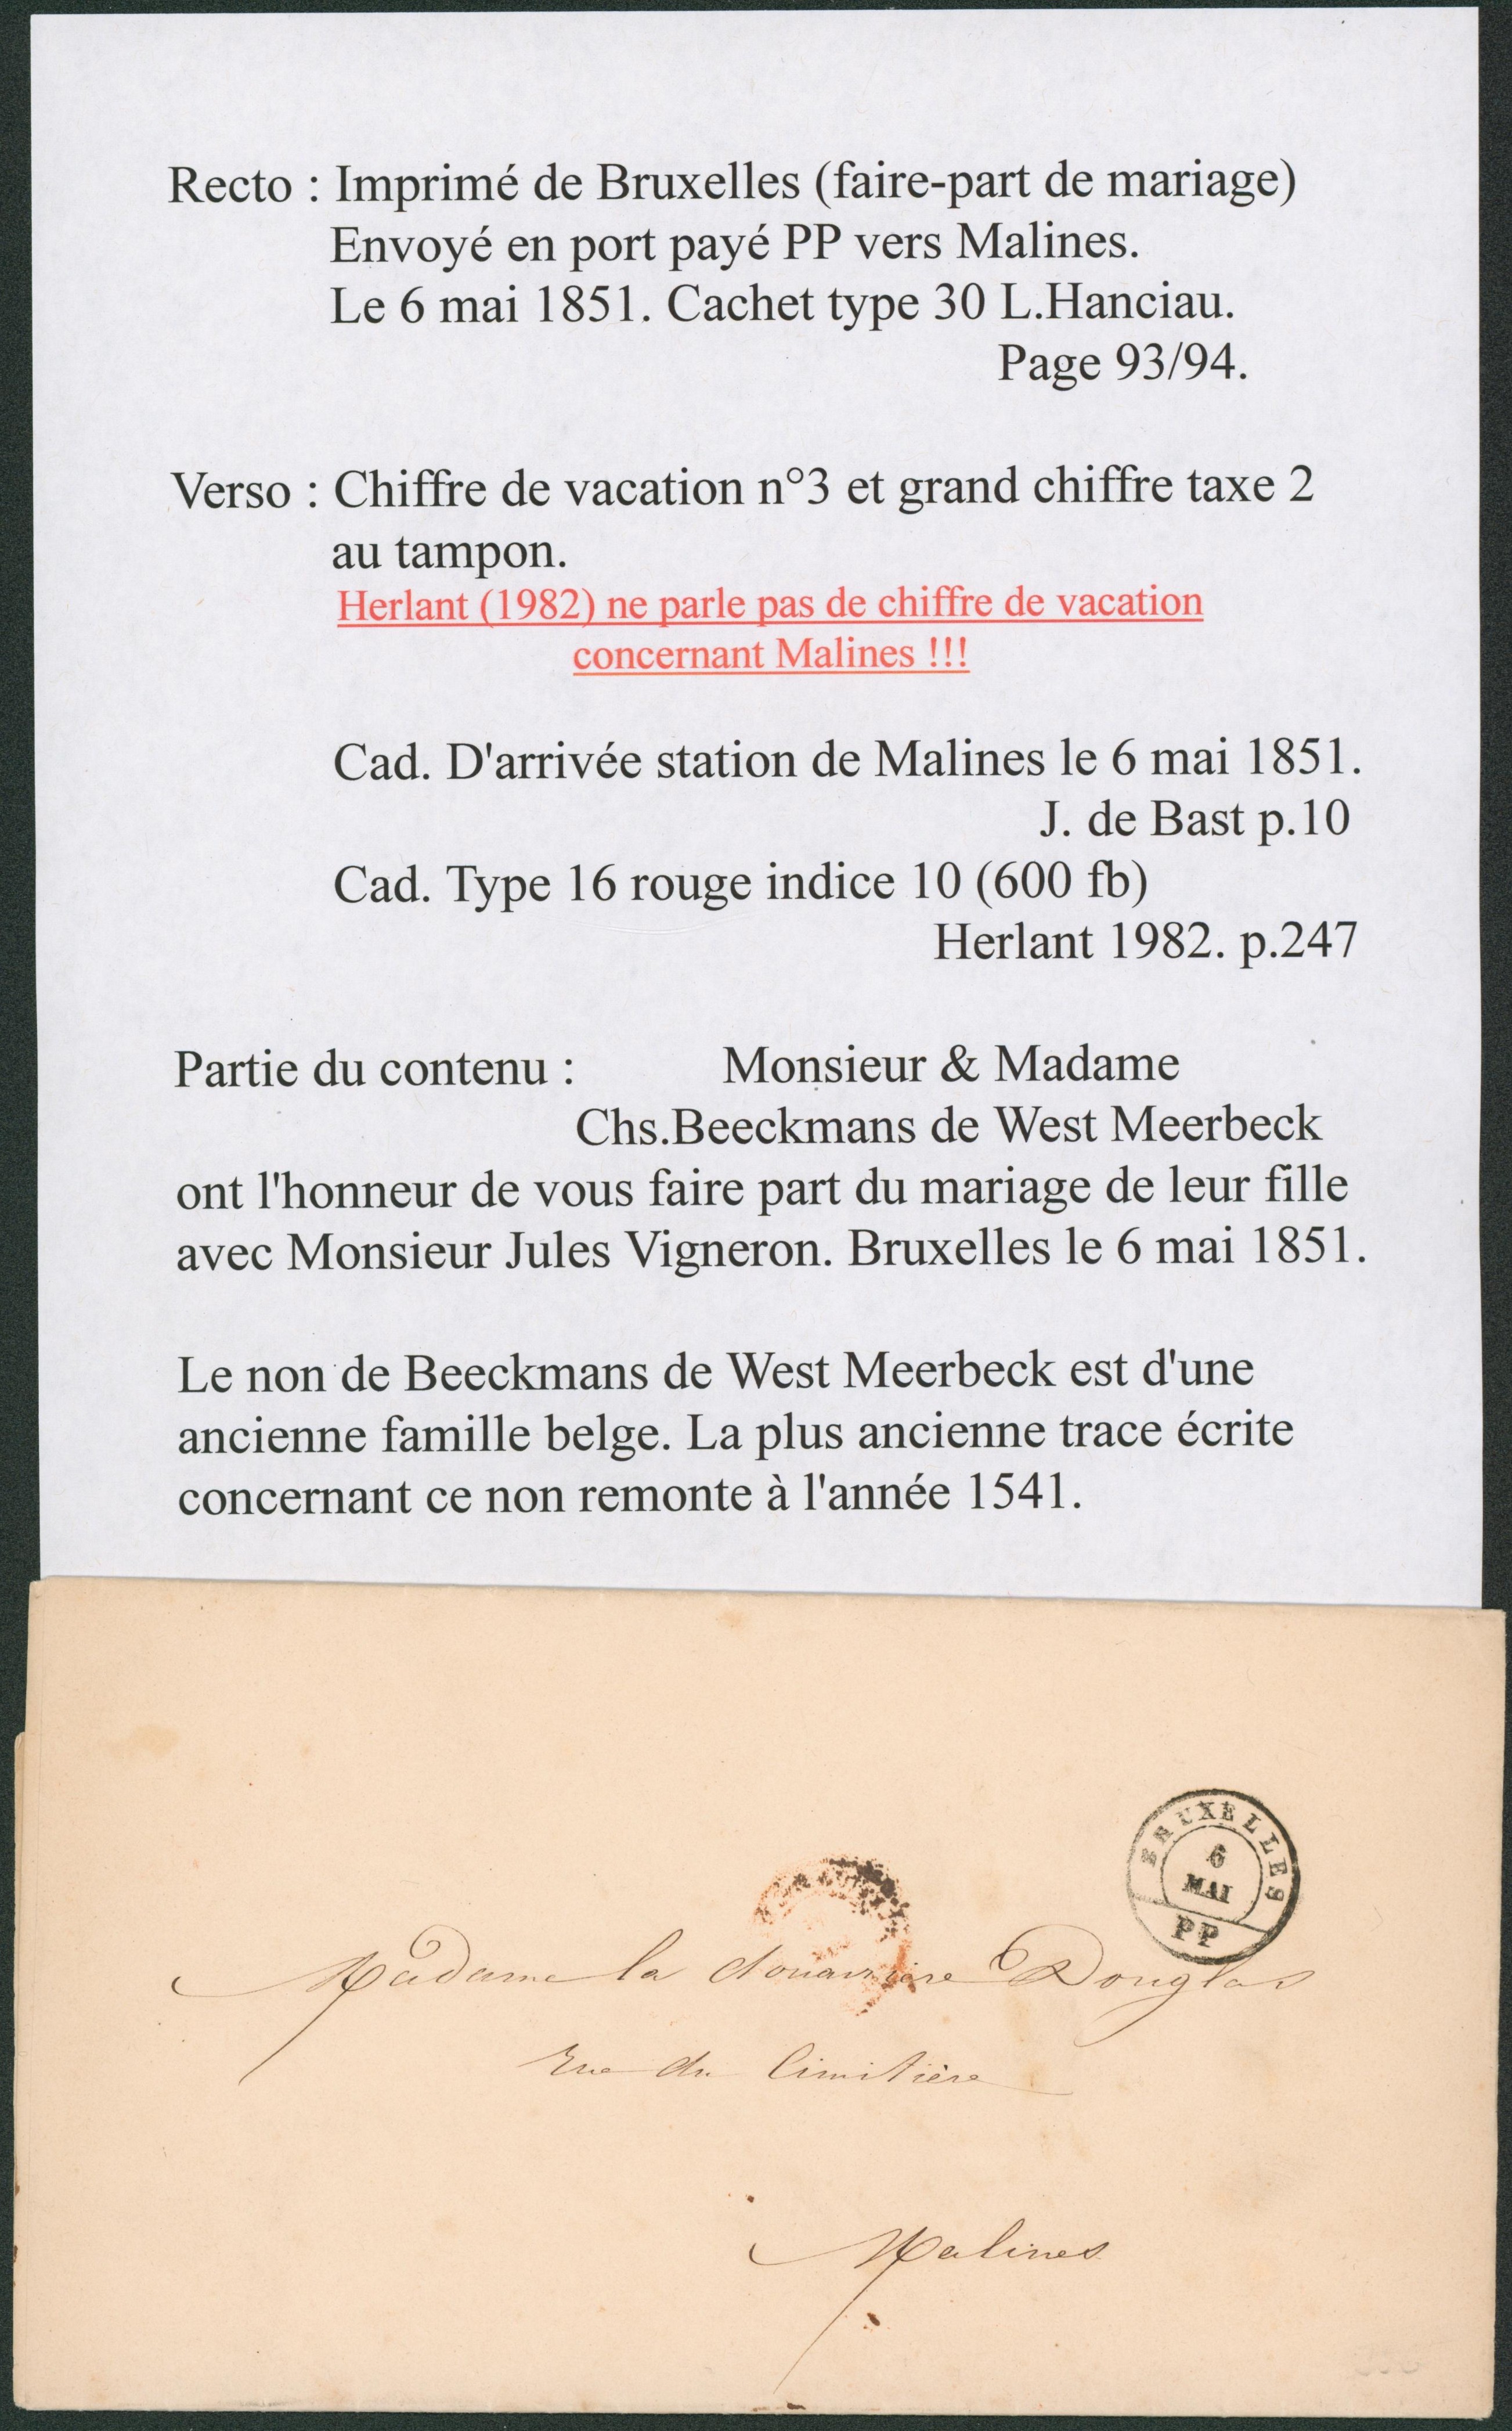 Recto : Imprimé de Bruxelles (faire-part de mariage)
Envoyé en port payé PP vers Malines.
Le 6 mai 1851. Cachet type 30 L.Hanciau.
Page 93/94.
Verso : Chiffre de vacation n°3 et grand chiffre taxe 2
au tampon.
Herlant (1982) ne parle pas de chiffre de vacation
concernant Malines !!!
Cad. D'arrivée station de Malines le 6 mai 1851.
J. de Bast p.10
Cad. Type 16 rouge indice 10 (600 fb)
Herlant 1982. p.247
Partie du contenu : Monsieur & Madame
Chs.Beeckmans de West Meerbeck
ont l'honneur de vous faire part du mariage de leur fille
avec Monsieur Jules Vigneron. Bruxelles le 6 mai 1851.
Le non de Beeckmans de West Meerbeck est d'une
ancienne famille belge. La plus ancienne trace écrite
concernant ce non remonte à l'année 1541.
BRUXELLES
6
MAI
PP
Madame la douairière Douglas
Rue du Cimitière
Malines